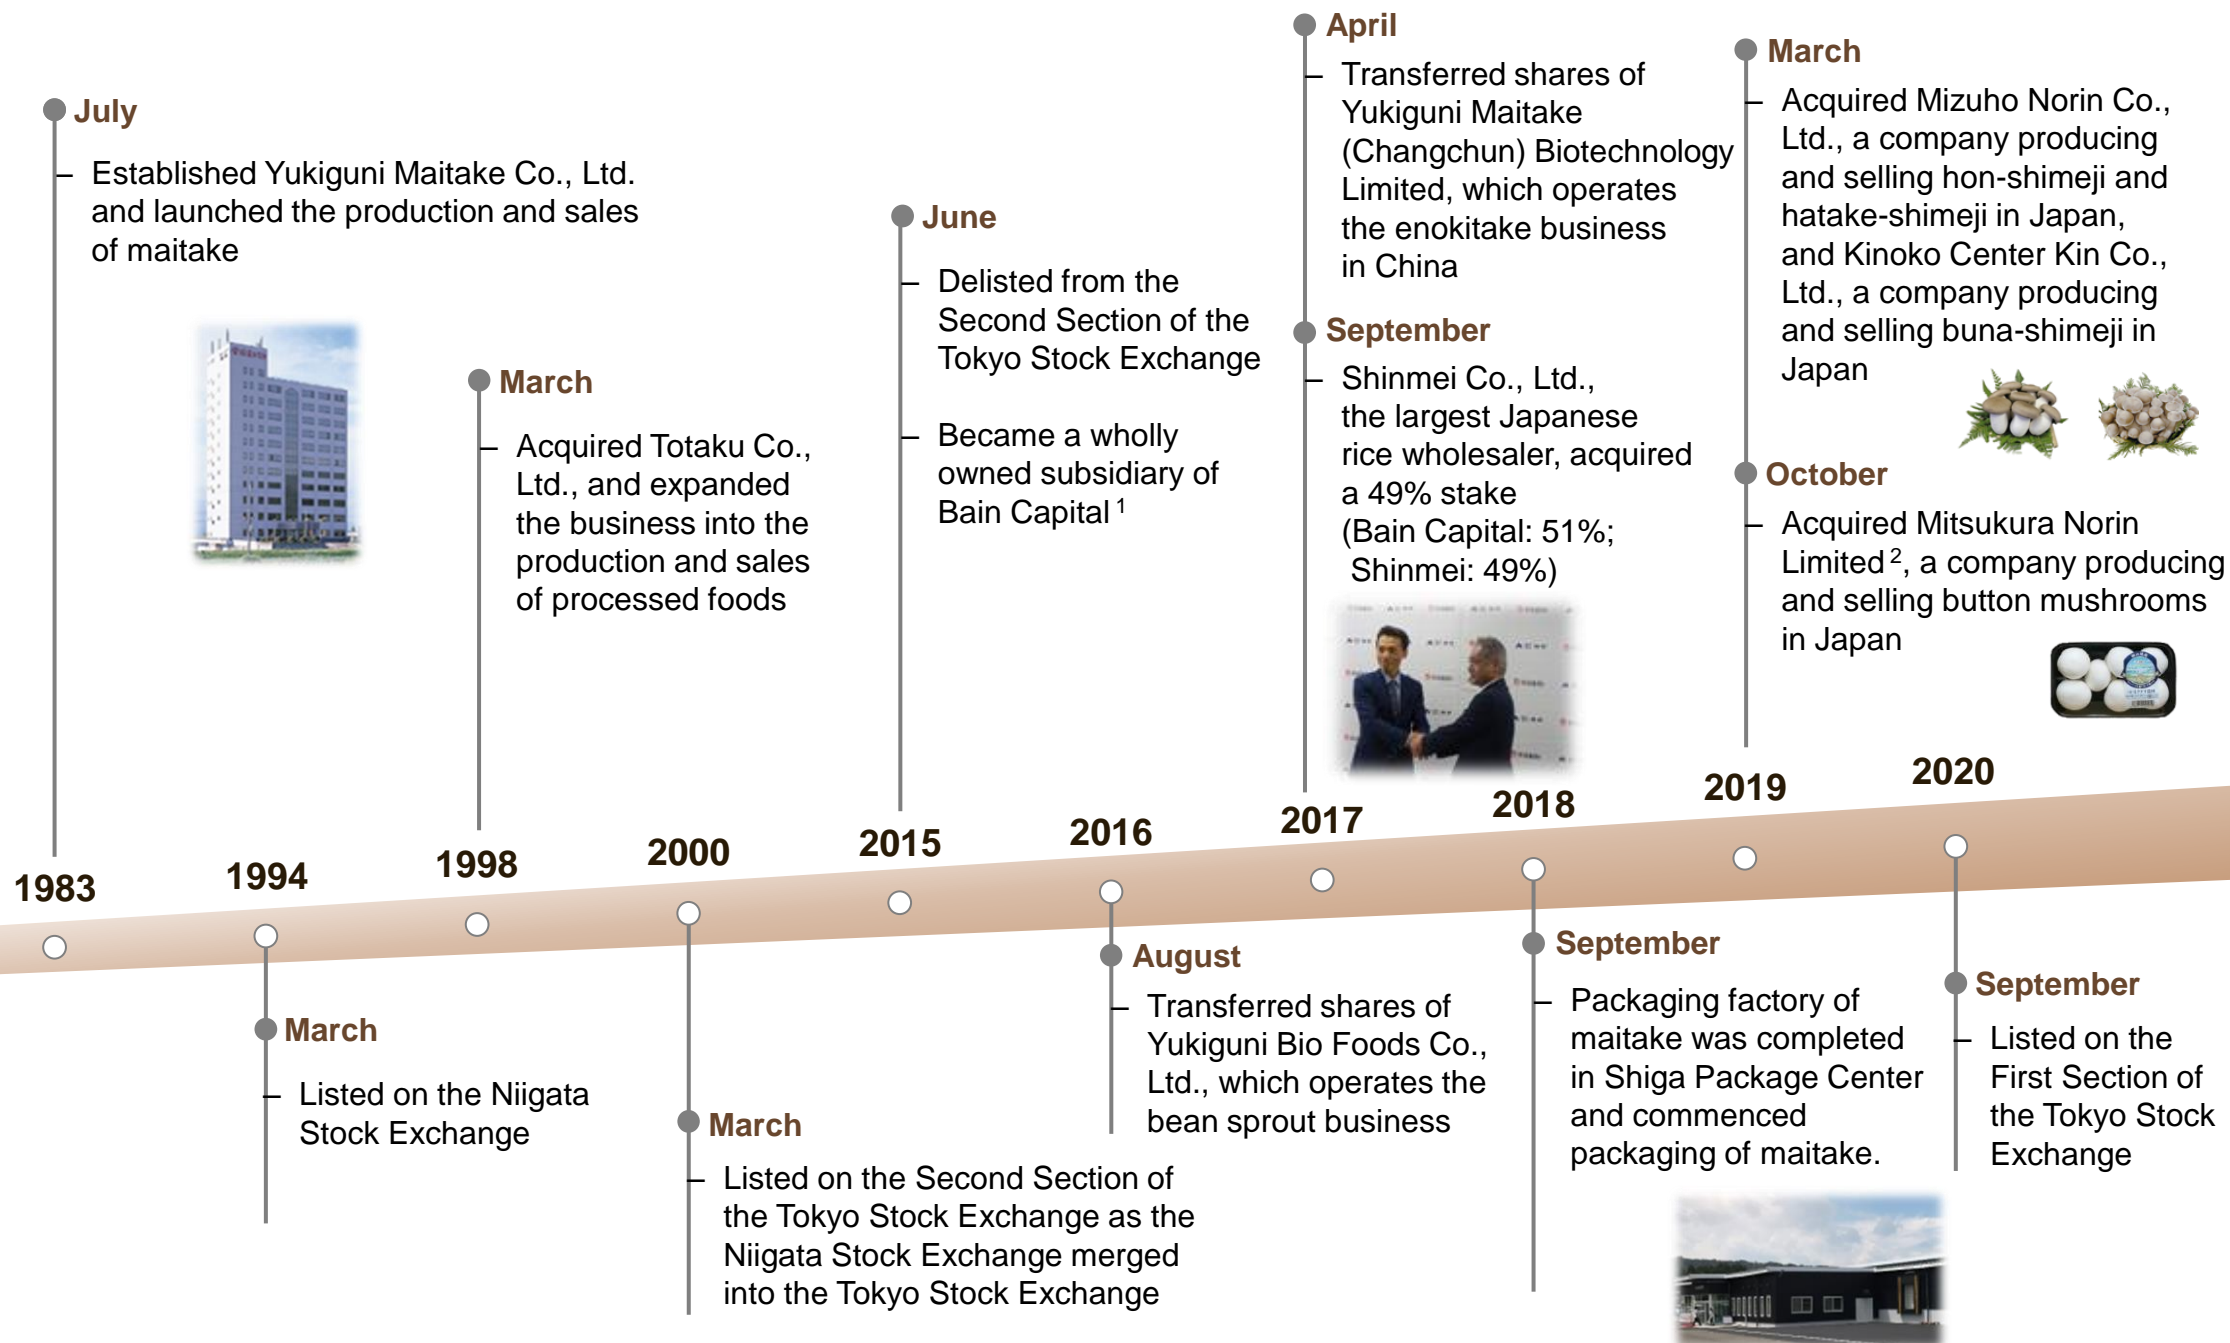 July
– Established Yukiguni Maitake Co., Ltd.
and launched the production and sales
of maitake
March
– Acquired Totaku Co.,
Ltd., and expanded
the business into the
production and sales
of processed foods
June
– Delisted from the
Second Section of the
Tokyo Stock Exchange
– Became a wholly
owned subsidiary of
Bain Capital 1
April
– Transferred shares of
Yukiguni Maitake
(Changchun) Biotechnology
Limited, which operates
the enokitake business
in China
September
– Shinmei Co., Ltd.,
the largest Japanese
rice wholesaler, acquired
a 49% stake
(Bain Capital: 51%;
Shinmei: 49%)
March
– Acquired Mizuho Norin Co.,
Ltd., a company producing
and selling hon-shimeji and
hatake-shimeji in Japan,
and Kinoko Center Kin Co.,
Ltd., a company producing
and selling buna-shimeji in
Japan
October
– Acquired Mitsukura Norin
Limited 2, a company producing
and selling button mushrooms
in Japan
1983
1994
1998
2000
2015
2016
2017
2018
2019
2020
March
– Listed on the Niigata
Stock Exchange
March
– Listed on the Second Section of
the Tokyo Stock Exchange as the
Niigata Stock Exchange merged
into the Tokyo Stock Exchange
August
– Transferred shares of
Yukiguni Bio Foods Co.,
Ltd., which operates the
bean sprout business
September
– Packaging factory of
maitake was completed
in Shiga Package Center
and commenced
packaging of maitake.
September
– Listed on the
First Section of
the Tokyo Stock
Exchange